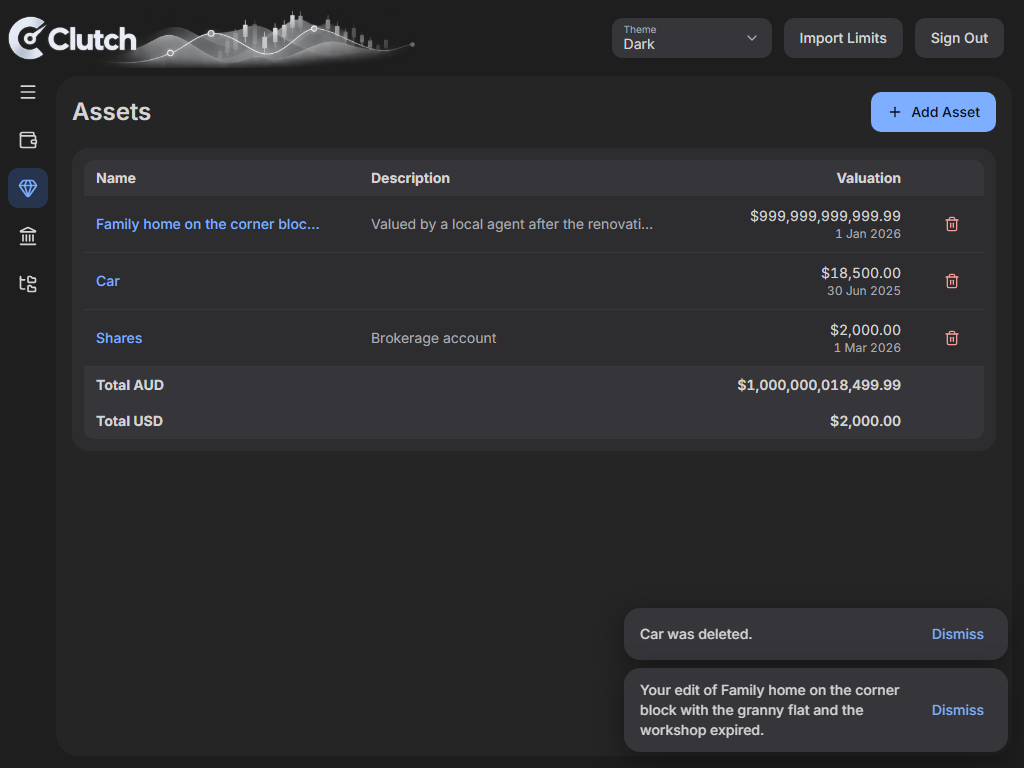 Clutch
Theme
Dark
Import Limits
Sign Out
Assets
+ Add Asset
Name Description Valuation
Family home on the corner bloc... Valued by a local agent after the renovati... $999,999,999,999.99
1 Jan 2026
Car $18,500.00
30 Jun 2025
Shares Brokerage account $2,000.00
1 Mar 2026
Total AUD $1,000,000,018,499.99
Total USD $2,000.00
Car was deleted. Dismiss
Your edit of Family home on the corner
block with the granny flat and the Dismiss
workshop expired.